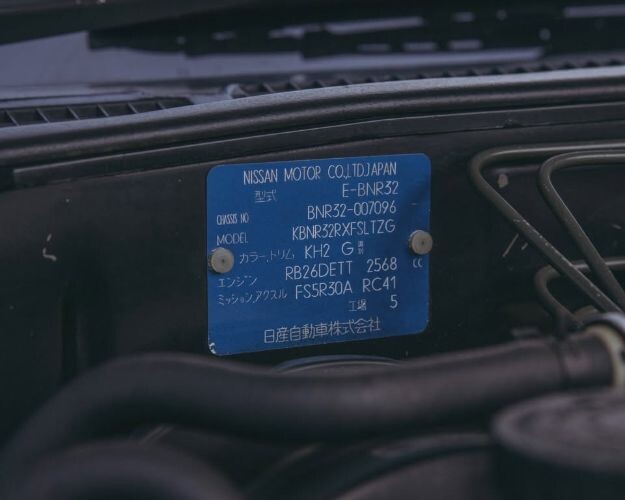 NISSAN MOTOR CO.,LTD.JAPAN
型式 E-BNR32
CHASSIS NO BNR32-007096
MODEL KBNR32RXFSLTZG
カラー,トリム KH2 G 識別
エンジン RB26DETT 2568 cc
ミッション,アクスル FS5R30A RC41
工場 5
日産自動車株式会社